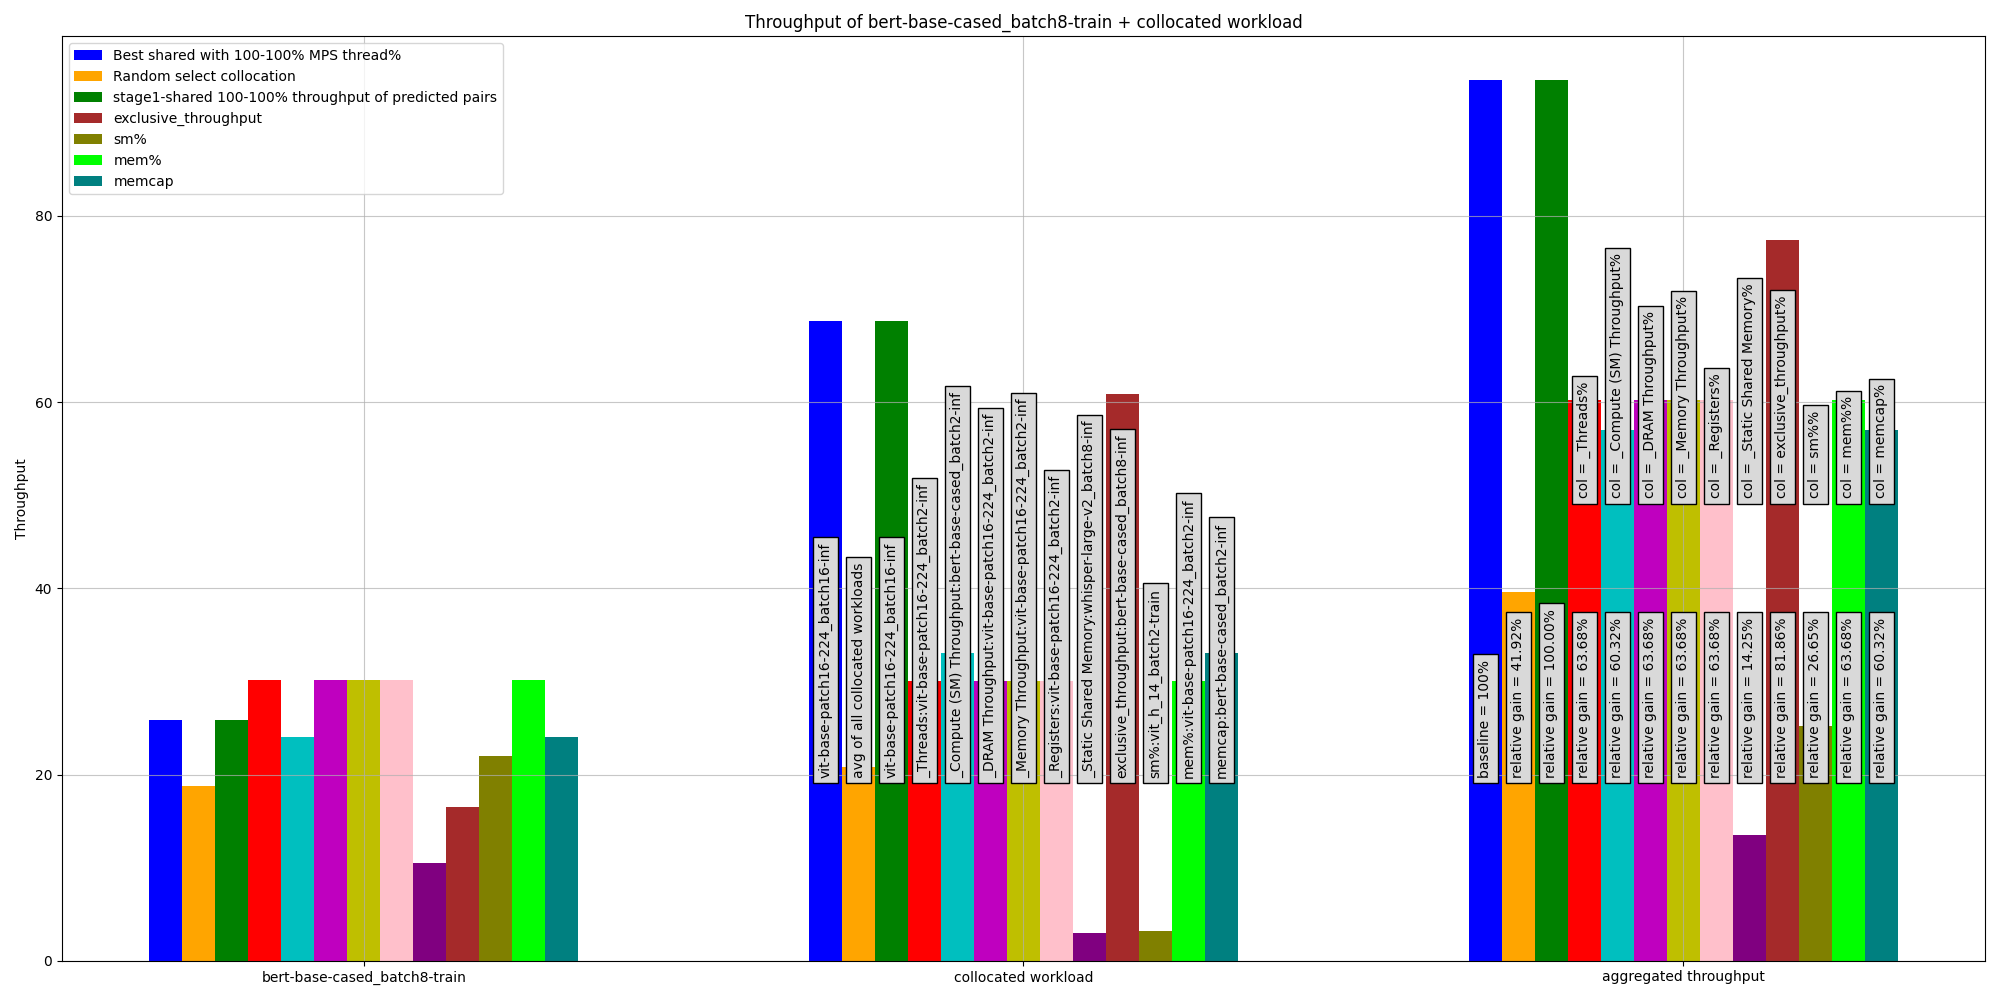 Throughput of bert-base-cased_batch8-train + collocated workload
Best shared with 100-100% MPS thread%
Random select collocation
stage1-shared 100-100% throughput of predicted pairs
exclusive_throughput
sm%
mem%
memcap
Throughput
80
60
40
20
0
vit-base-patch16-224_batch16-inf
avg of all collocated workloads
vit-base-patch16-224_batch16-inf
_Threads:vit-base-patch16-224_batch2-inf
_Compute (SM) Throughput:bert-base-cased_batch2-inf
_DRAM Throughput:vit-base-patch16-224_batch2-inf
_Memory Throughput:vit-base-patch16-224_batch2-inf
_Registers:vit-base-patch16-224_batch2-inf
_Static Shared Memory:whisper-large-v2_batch8-inf
exclusive_throughput:bert-base-cased_batch8-inf
sm%:vit_h_14_batch2-train
mem%:vit-base-patch16-224_batch2-inf
memcap:bert-base-cased_batch2-inf
col = _Threads%
col = _Compute (SM) Throughput%
col = _DRAM Throughput%
col = _Memory Throughput%
col = _Registers%
col = _Static Shared Memory%
col = exclusive_throughput%
col = sm%%
col = mem%%
col = memcap%
baseline = 100%
relative gain = 41.92%
relative gain = 100.00%
relative gain = 63.68%
relative gain = 60.32%
relative gain = 63.68%
relative gain = 63.68%
relative gain = 63.68%
relative gain = 14.25%
relative gain = 81.86%
relative gain = 26.65%
relative gain = 63.68%
relative gain = 60.32%
bert-base-cased_batch8-train
collocated workload
aggregated throughput